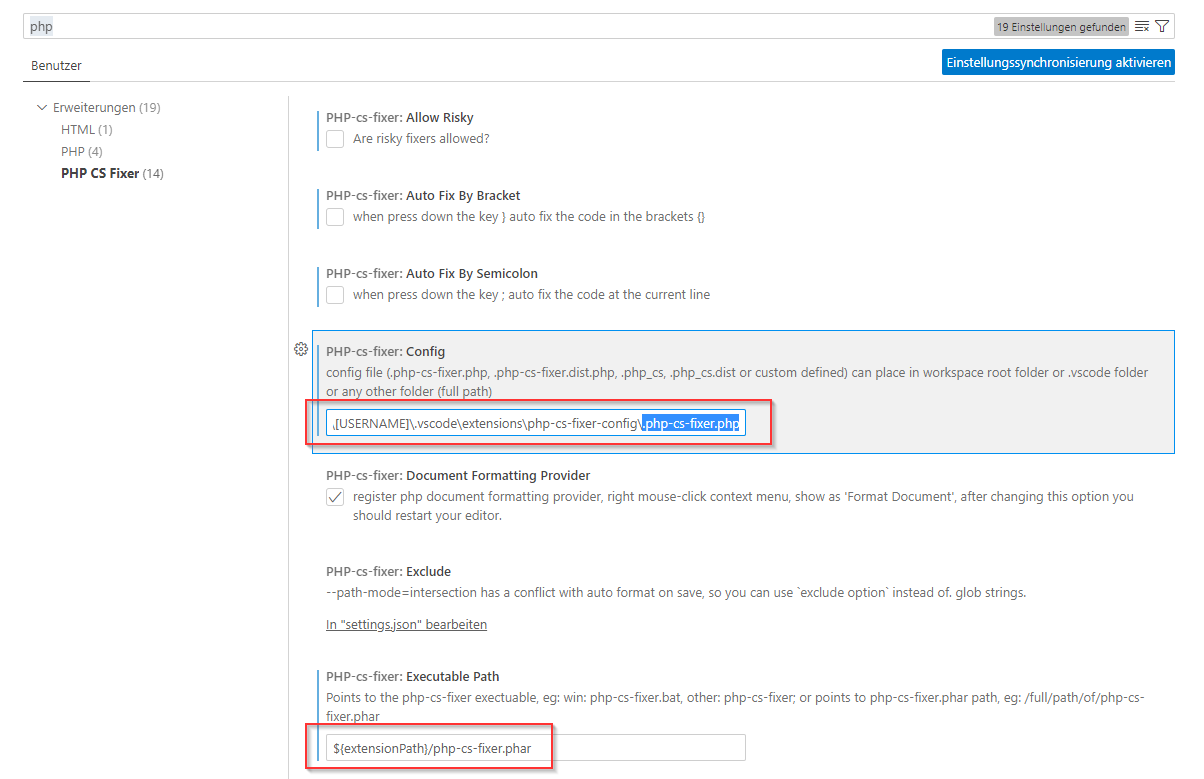 php
19 Einstellungen gefunden
Benutzer
Einstellungssynchronisierung aktivieren
Erweiterungen (19)
HTML (1)
PHP (4)
PHP CS Fixer (14)
PHP-cs-fixer: Allow Risky
Are risky fixers allowed?
PHP-cs-fixer: Auto Fix By Bracket
when press down the key } auto fix the code in the brackets {}
PHP-cs-fixer: Auto Fix By Semicolon
when press down the key ; auto fix the code at the current line
PHP-cs-fixer: Config
config file (.php-cs-fixer.php, .php-cs-fixer.dist.php, .php_cs, .php_cs.dist or custom defined) can place in workspace root folder or .vscode folder
or any other folder (full path)
\[USERNAME]\.vscode\extensions\php-cs-fixer-config\.php-cs-fixer.php
PHP-cs-fixer: Document Formatting Provider
register php document formatting provider, right mouse-click context menu, show as 'Format Document', after changing this option you
should restart your editor.
PHP-cs-fixer: Exclude
--path-mode=intersection has a conflict with auto format on save, so you can use `exclude option` instead of. glob strings.
In "settings.json" bearbeiten
PHP-cs-fixer: Executable Path
Points to the php-cs-fixer exectuable, eg: win: php-cs-fixer.bat, other: php-cs-fixer; or points to php-cs-fixer.phar path, eg: /full/path/of/php-cs-
fixer.phar
${extensionPath}/php-cs-fixer.phar